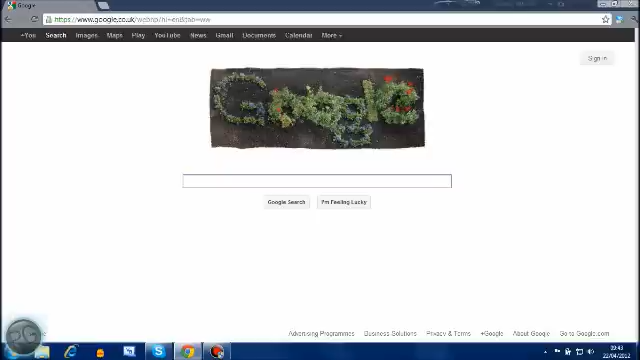 Google
https://www.google.co.uk/webhp?hl=en&tab=ww
+You Search Images Maps Play YouTube News Gmail Documents Calendar More
Sign in
Google
Google Search I'm Feeling Lucky
Advertising Programmes Business Solutions Privacy & Terms +Google About Google Go to Google.com
09:43
22/04/2012